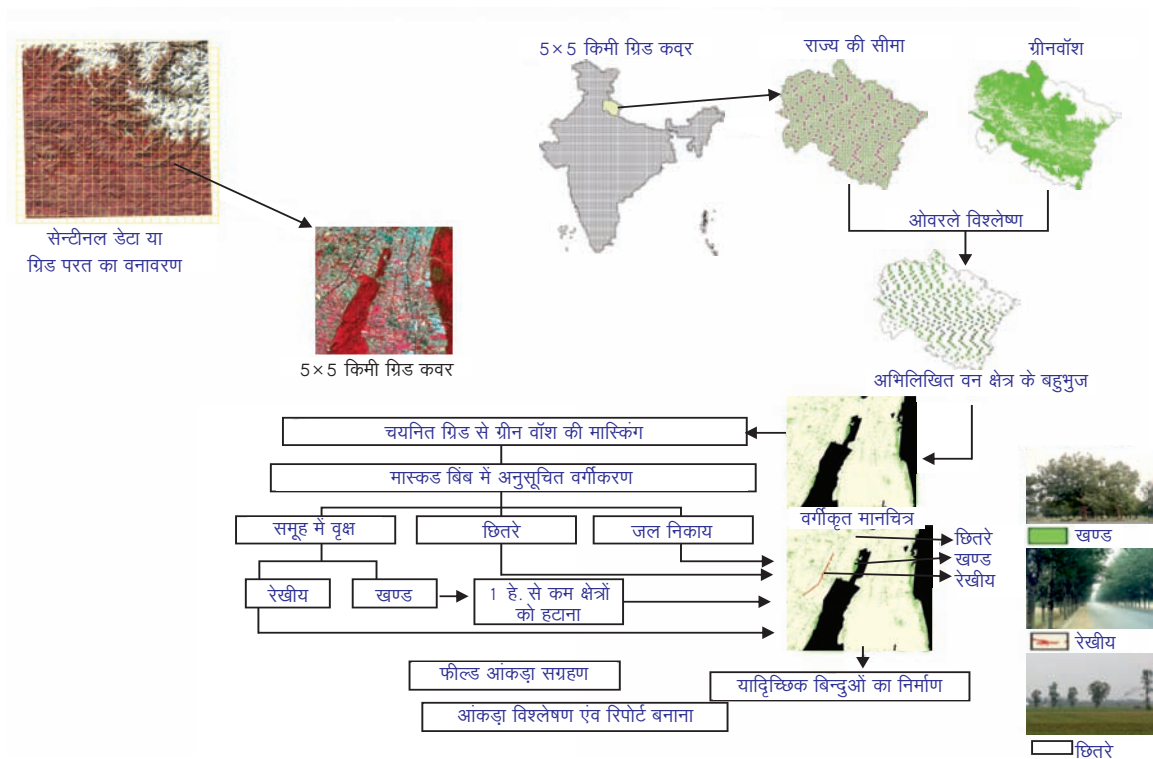 5×5 किमी ग्रिड कवर
राज्य की सीमा
ग्रीनवॉश
सेन्टीनल डेटा या
ग्रिड परत का वनावरण
5×5 किमी ग्रिड कवर
ओवरले विश्लेष्ण
अभिलिखित वन क्षेत्र के बहुभुज
चयनित ग्रिड से ग्रीन वॉश की मास्किंग
मास्कड बिंब में अनुसूचित वर्गीकरण
समूह में वृक्ष
छितरे
जल निकाय
रेखीय
खण्ड
1 हे. से कम क्षेत्रों
को हटाना
वर्गीकृत मानचित्र
छितरे
खण्ड
रेखीय
खण्ड
रेखीय
छितरे
फील्ड आंकड़ा सग्रहण
यादृिच्छिक बिन्दुओं का निर्माण
आंकड़ा विश्लेषण एंव रिपोर्ट बनाना